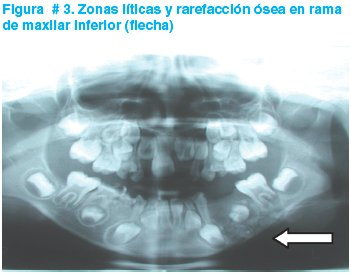 Figura # 3. Zonas líticas y rarefacción ósea en rama
de maxilar inferior (flecha)